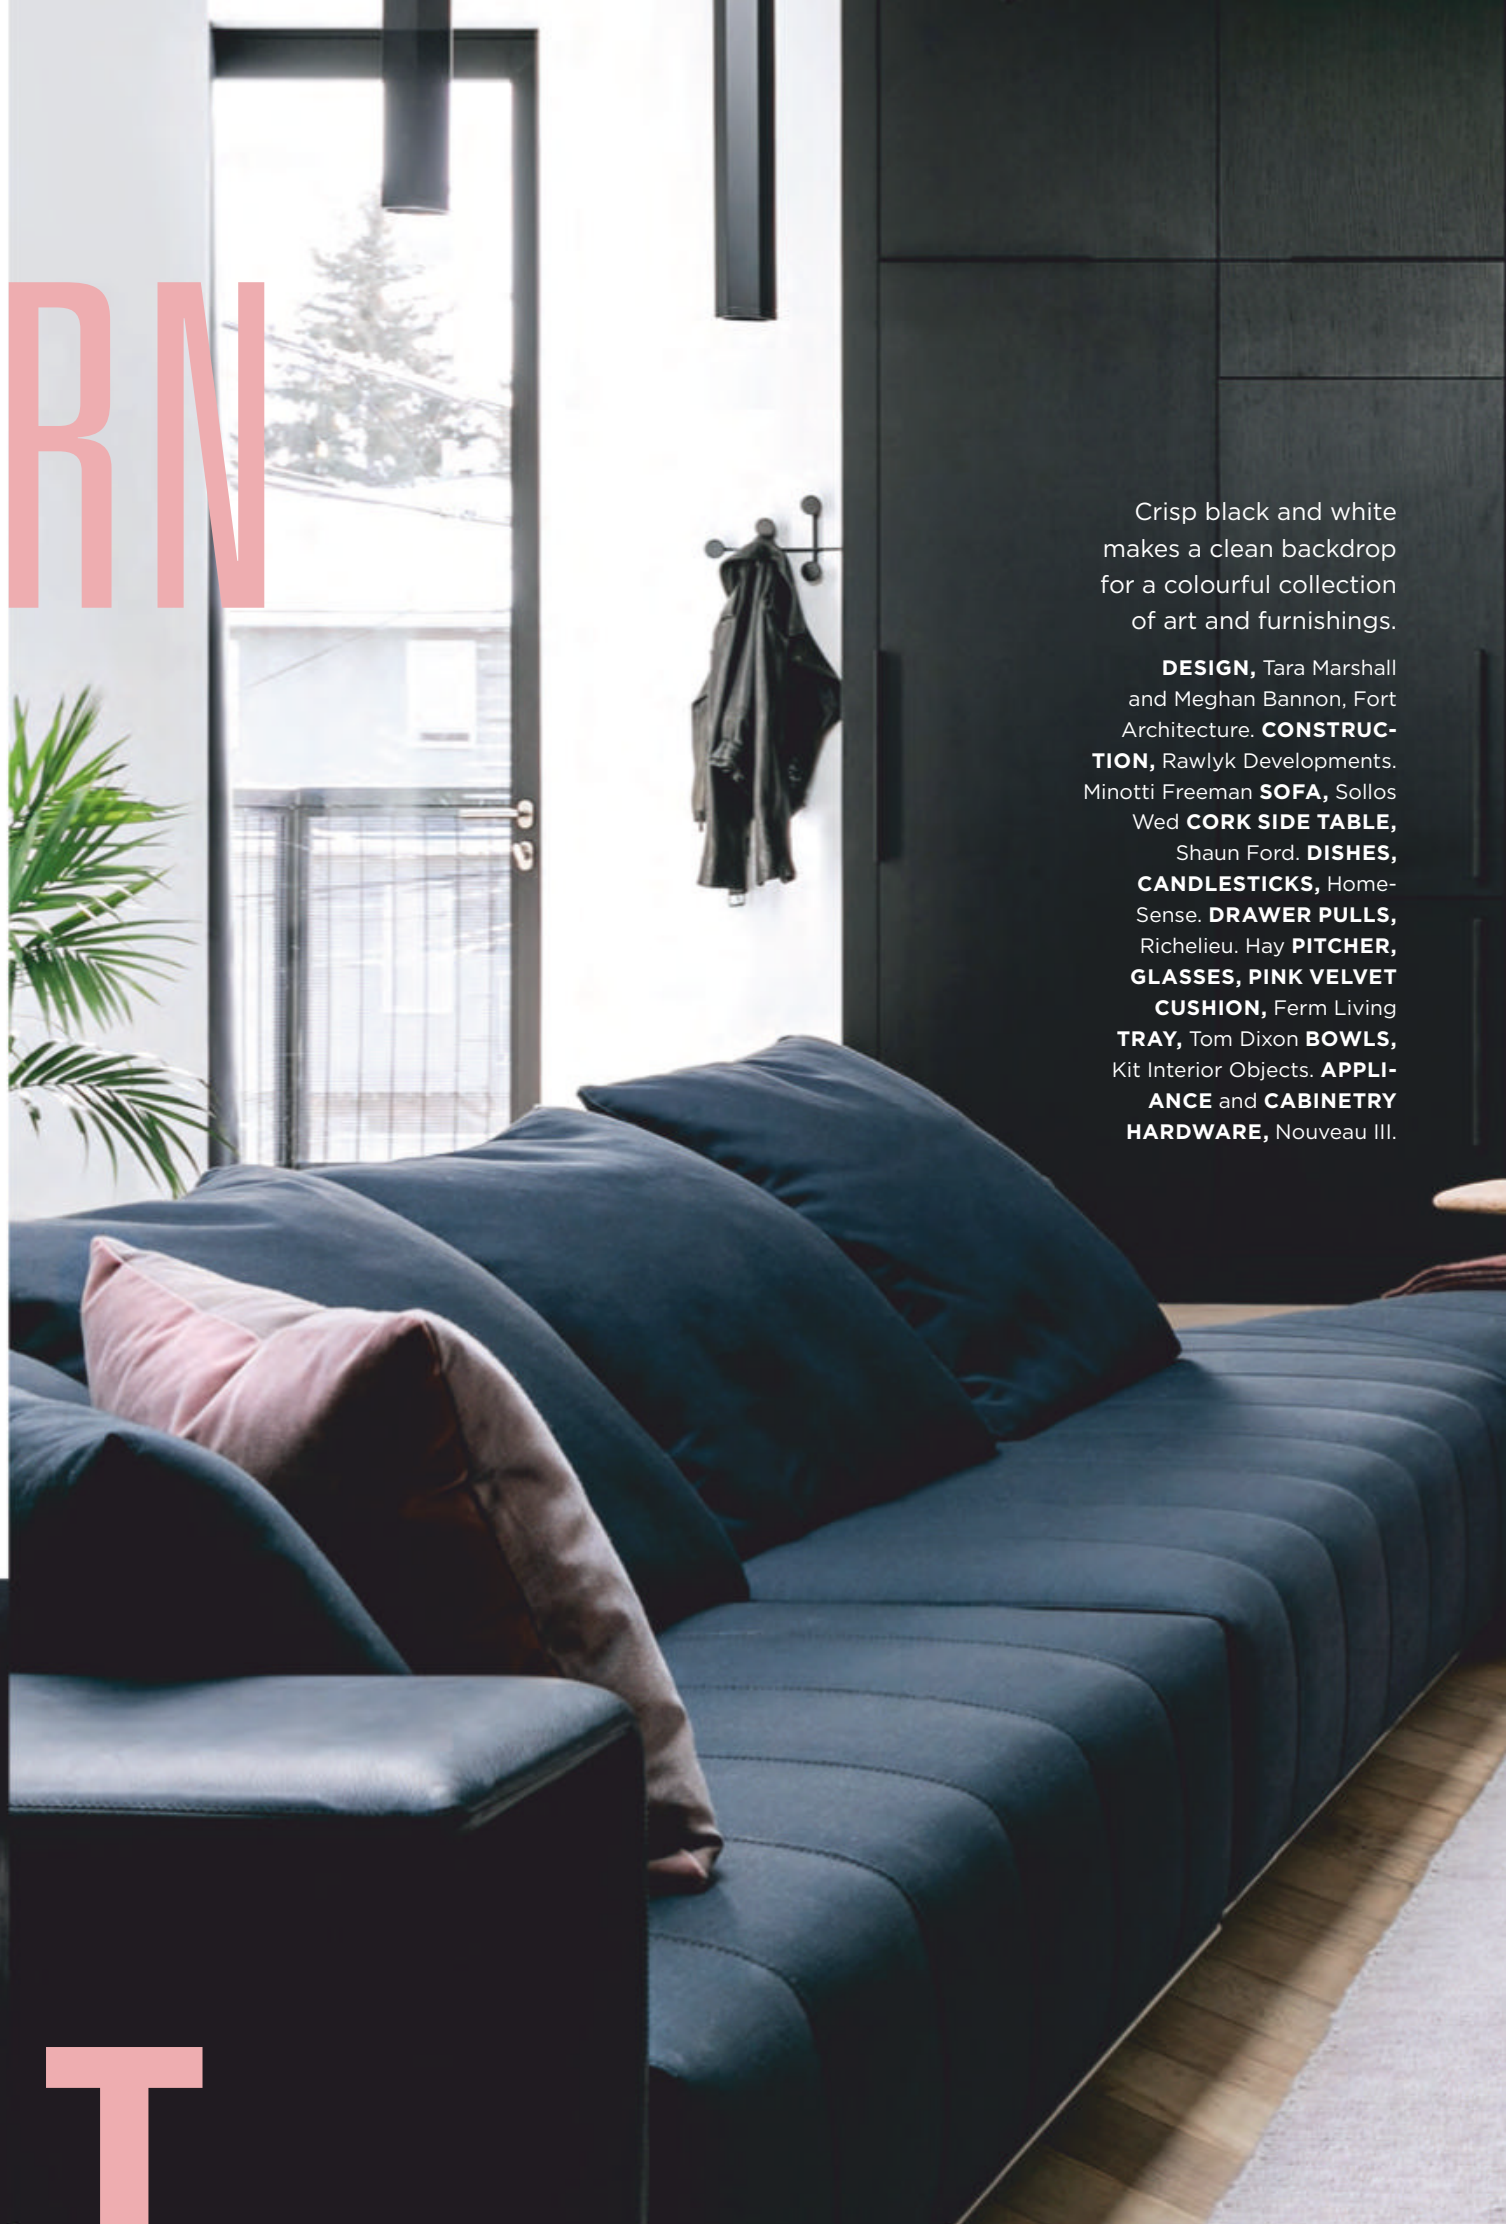 RN
Crisp black and white
makes a clean backdrop
for a colourful collection
of art and furnishings.
DESIGN, Tara Marshall
and Meghan Bannon, Fort
Architecture. CONSTRUC-
TION, Rawlyk Developments.
Minotti Freeman SOFA, Sollos
Wed CORK SIDE TABLE,
Shaun Ford. DISHES,
CANDLESTICKS, Home-
Sense. DRAWER PULLS,
Richelieu. Hay PITCHER,
GLASSES, PINK VELVET
CUSHION, Ferm Living
TRAY, Tom Dixon BOWLS,
Kit Interior Objects. APPLI-
ANCE and CABINETRY
HARDWARE, Nouveau III.
T